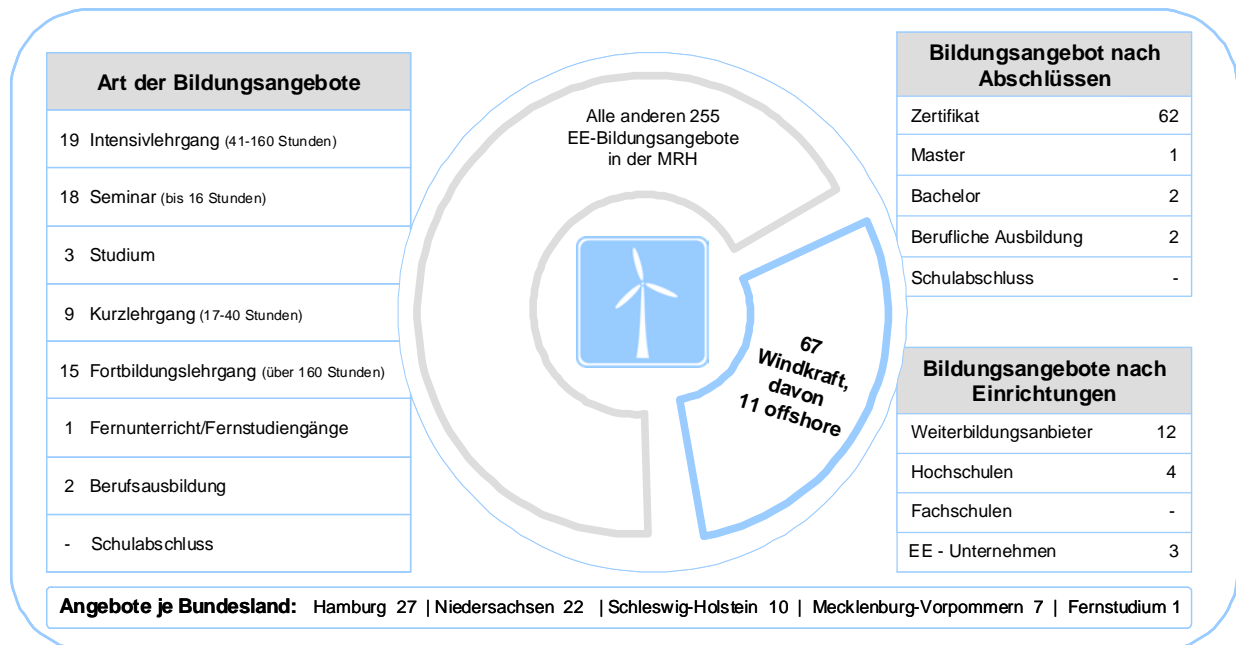 Art der Bildungsangebote
19 Intensivlehrgang (41-160 Stunden)
18 Seminar (bis 16 Stunden)
3 Studium
9 Kurzlehrgang (17-40 Stunden)
15 Fortbildungslehrgang (über 160 Stunden)
1 Fernunterricht/Fernstudiengänge
2 Berufsausbildung
- Schulabschluss
Alle anderen 255
EE-Bildungsangebote
in der MRH
67
Windkraft,
davon
11 offshore
Bildungsangebot nach
Abschlüssen
Zertifikat 62
Master 1
Bachelor 2
Berufliche Ausbildung 2
Schulabschluss -
Bildungsangebote nach
Einrichtungen
Weiterbildungsanbieter 12
Hochschulen 4
Fachschulen -
EE - Unternehmen 3
Angebote je Bundesland: Hamburg 27 | Niedersachsen 22 | Schleswig-Holstein 10 | Mecklenburg-Vorpommern 7 | Fernstudium 1